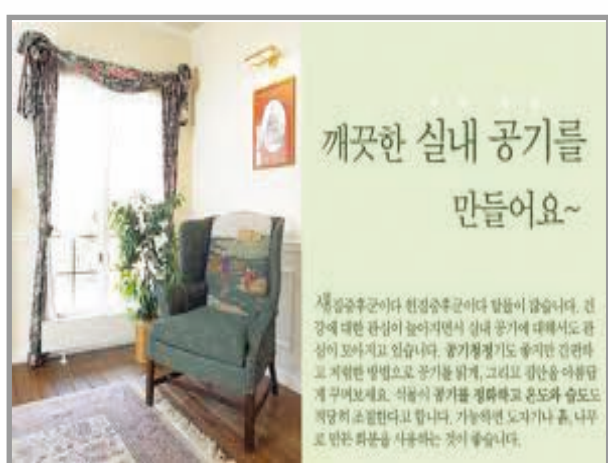 깨끗한 실내 공기를
만들어요~
새집증후군이다 헌집증후군이다 말들이 많습니다. 건
강에 대한 관심이 높아지면서 실내 공기에 대해서도 관
심이 모아지고 있습니다. 공기청정기도 좋지만 간편하
고 저렴한 방법으로 공기를 맑게, 그리고 집안을 아름답
게 꾸며보세요. 식물이 공기를 정화하고 온도와 습도도
적당히 조절한다고 합니다. 가능하면 도자기나 흙, 나무
로 만든 화분을 사용하는 것이 좋습니다.